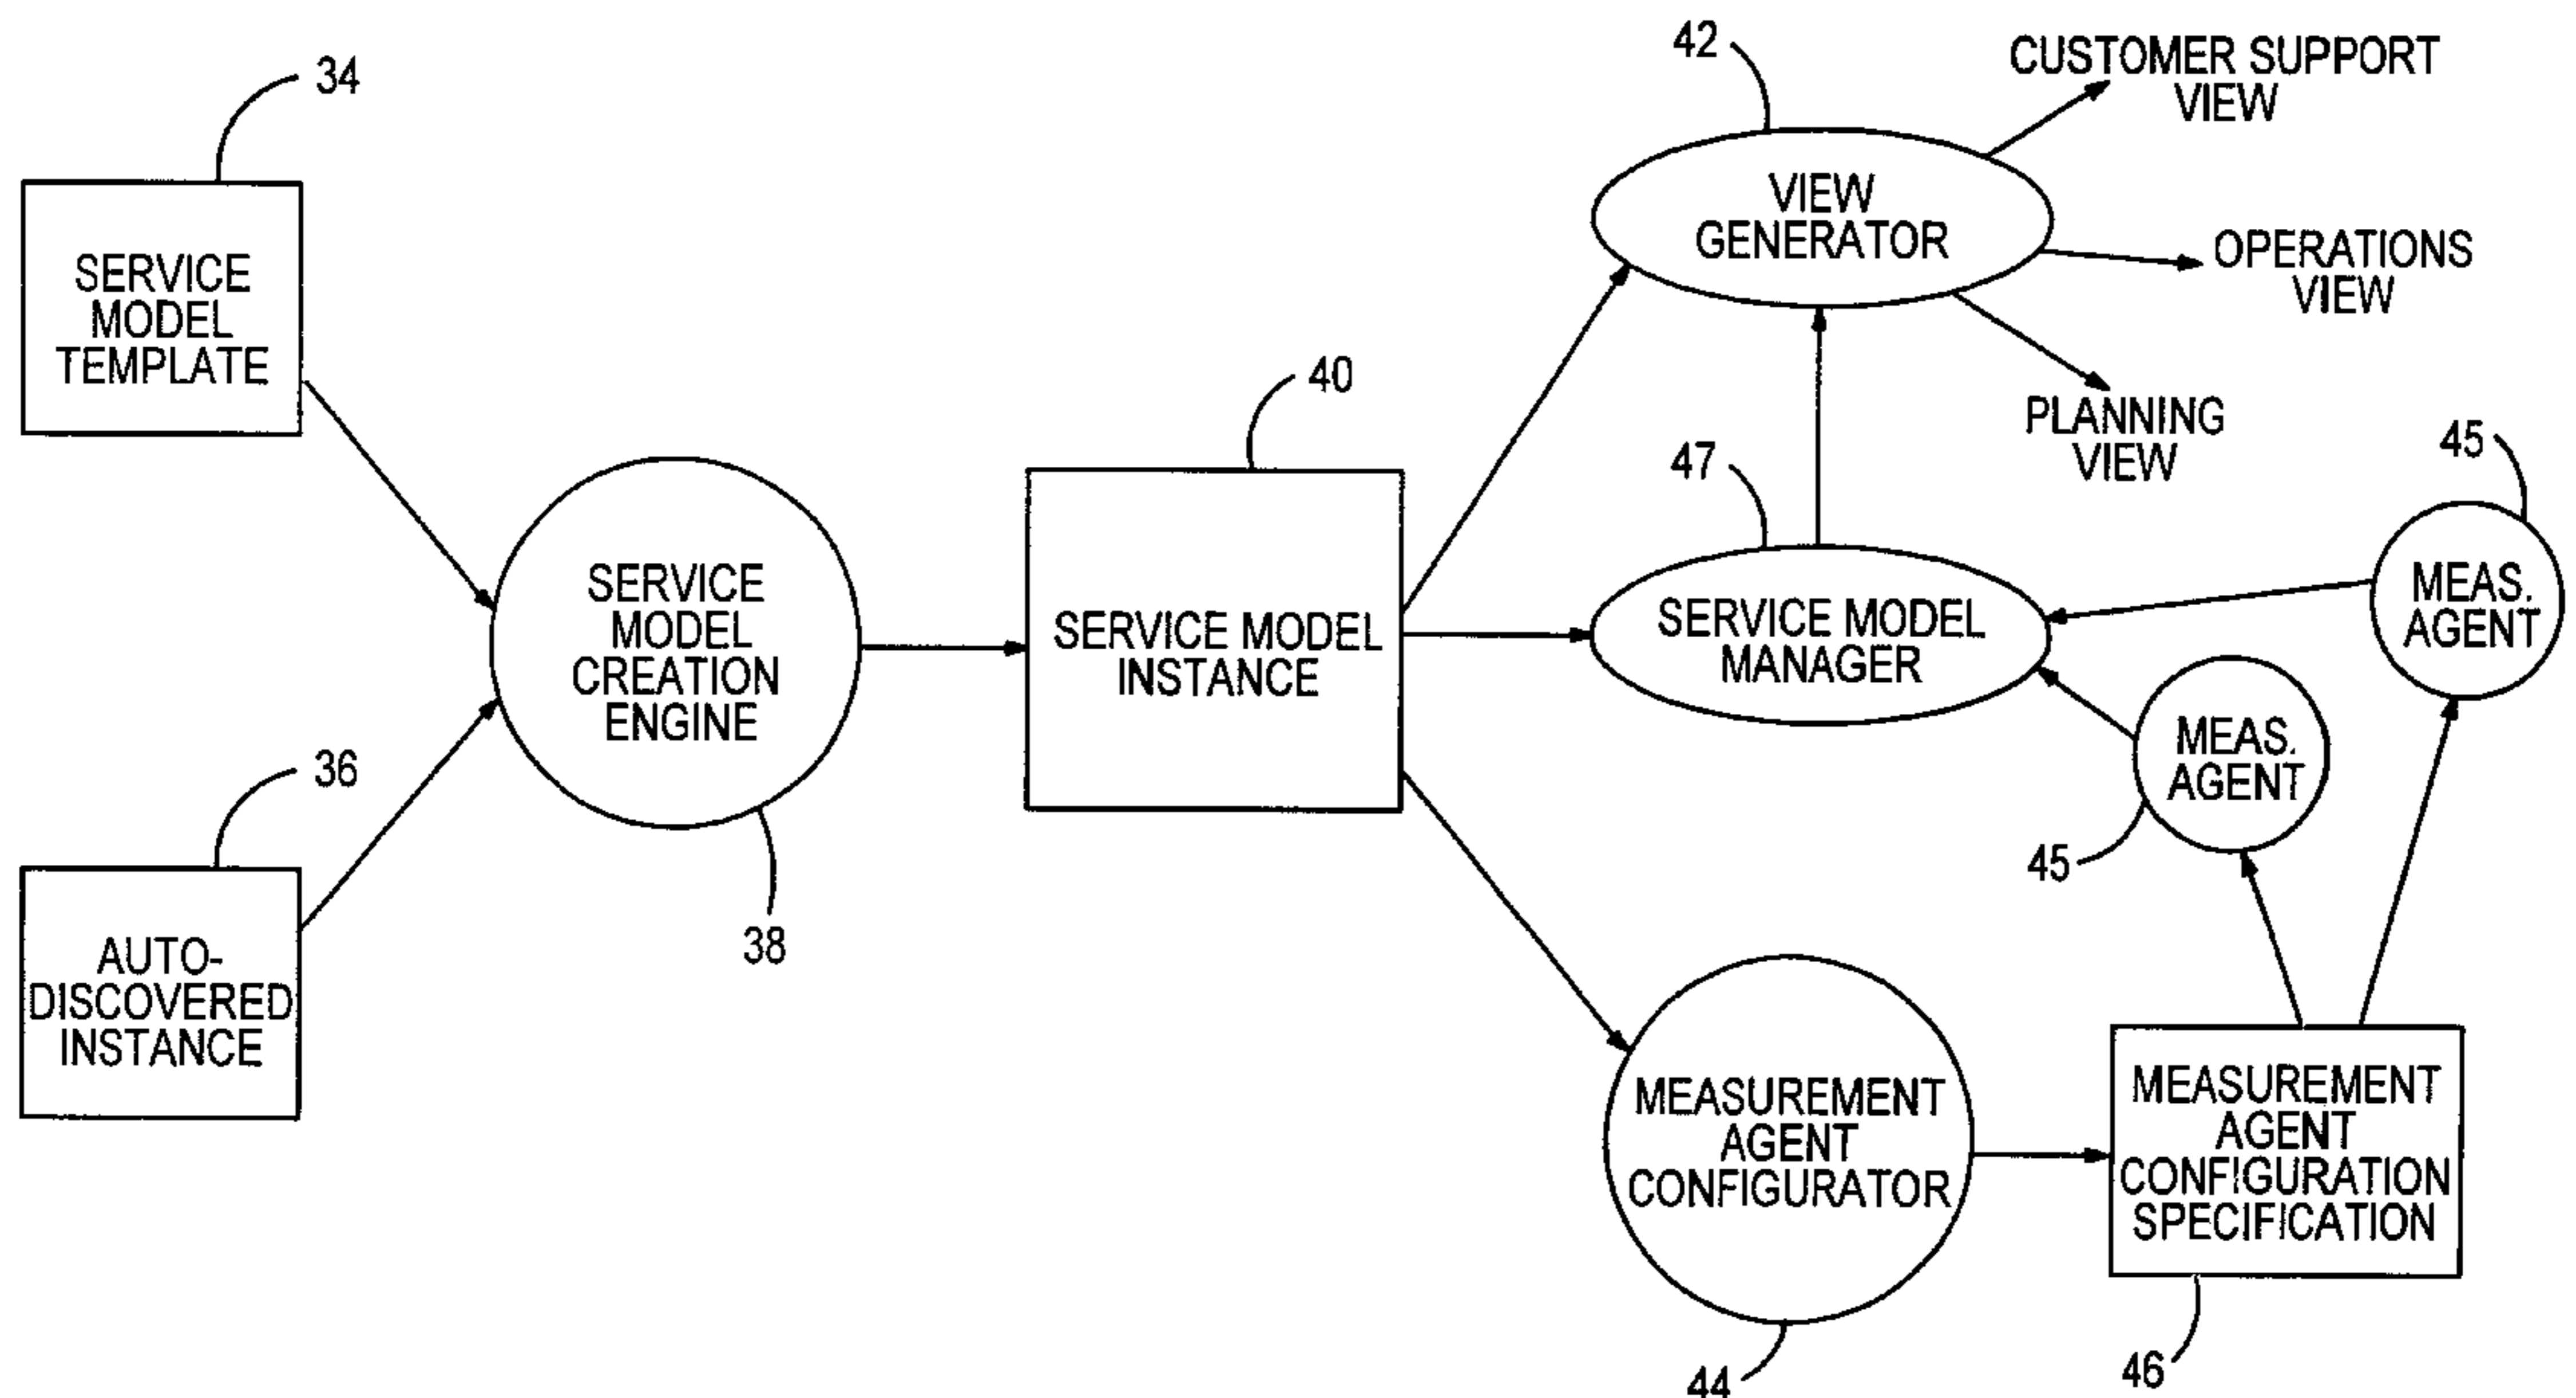 34
SERVICE
MODEL
TEMPLATE
36
AUTO-
DISCOVERED
INSTANCE
SERVICE
MODEL
CREATION
ENGINE
38
40
SERVICE MODEL
INSTANCE
42
VIEW
GENERATOR
CUSTOMER SUPPORT
VIEW
OPERATIONS
VIEW
PLANNING
VIEW
47
SERVICE MODEL
MANAGER
45
MEAS.
AGENT
MEAS.
AGENT
45
MEASUREMENT
AGENT
CONFIGURATOR
44
MEASUREMENT
AGENT
CONFIGURATION
SPECIFICATION
46